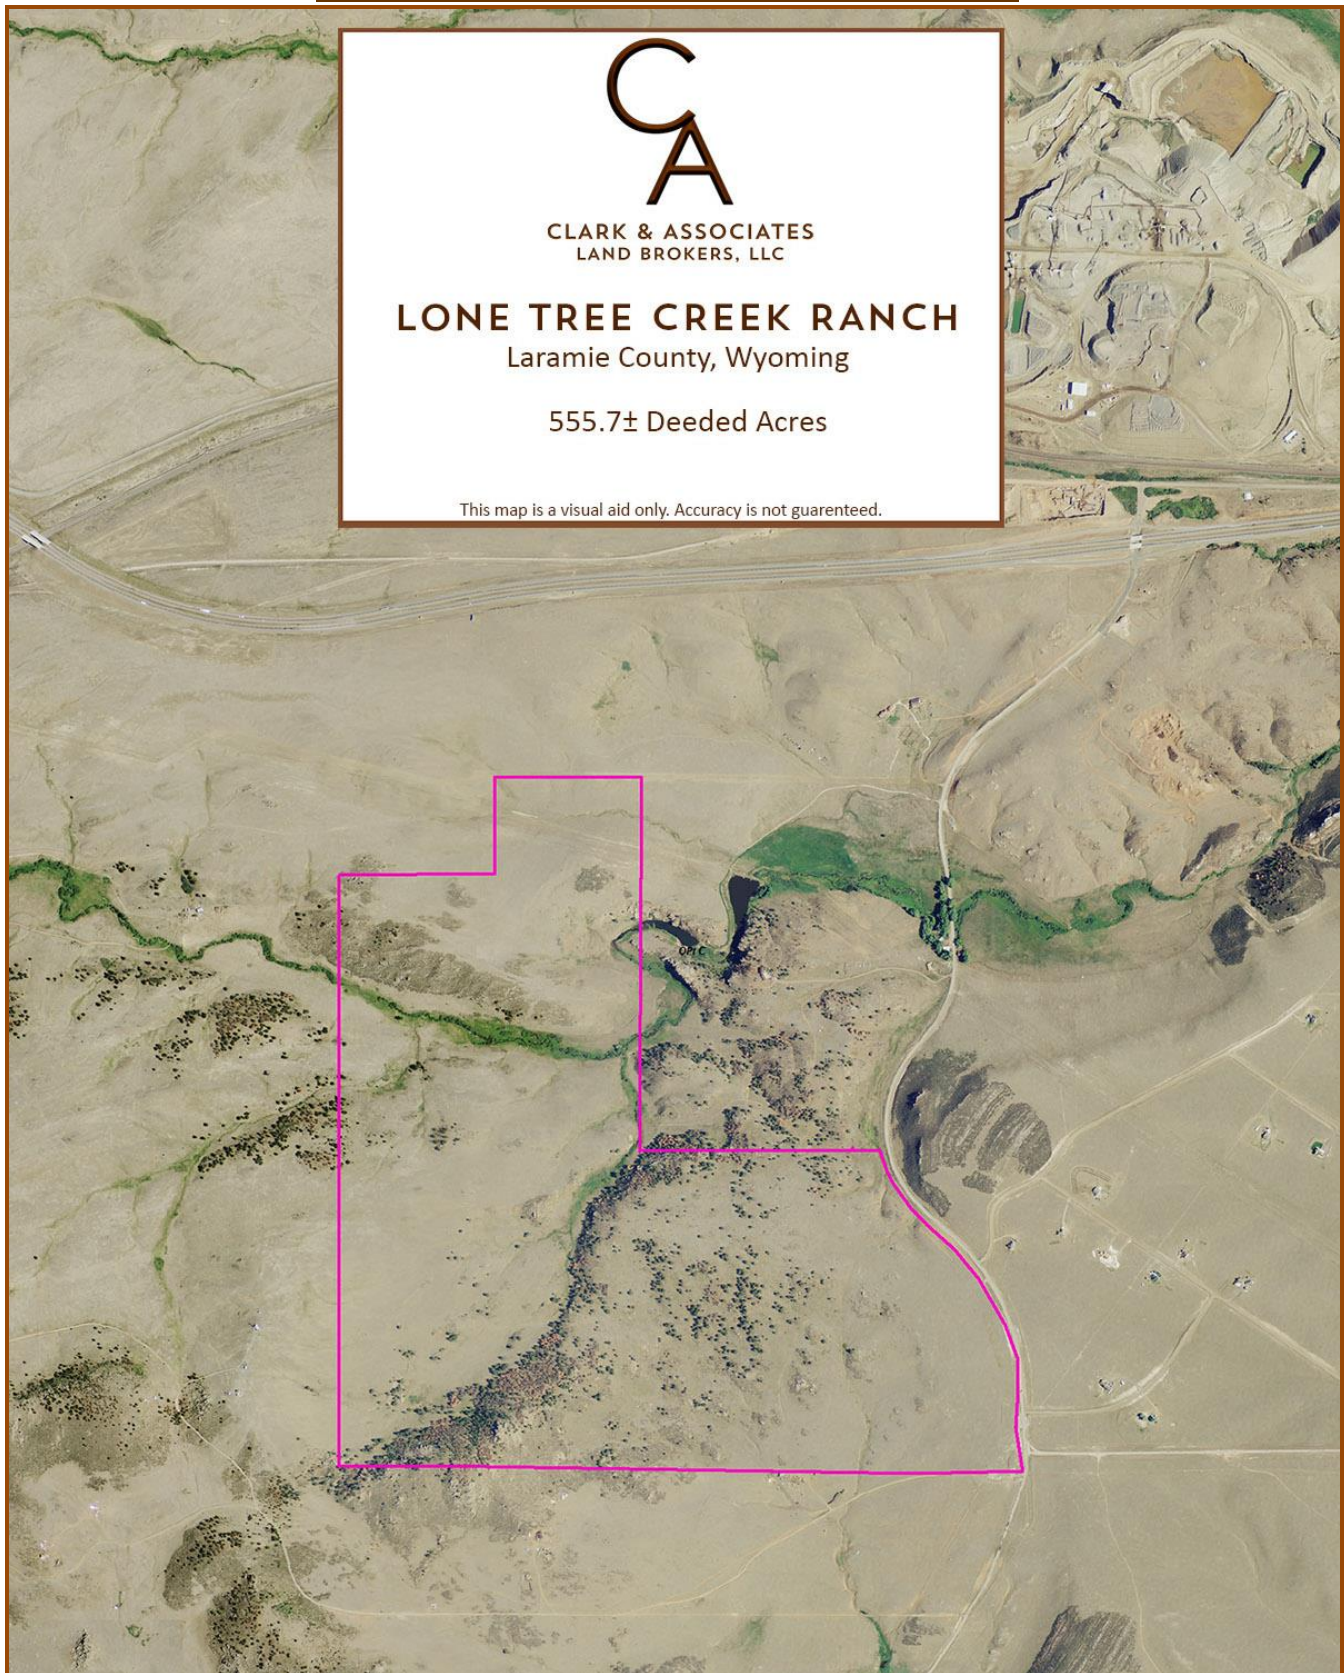 CA
CLARK & ASSOCIATES
LAND BROKERS, LLC
LONE TREE CREEK RANCH
Laramie County, Wyoming
555.7± Deeded Acres
This map is a visual aid only. Accuracy is not guarenteed.